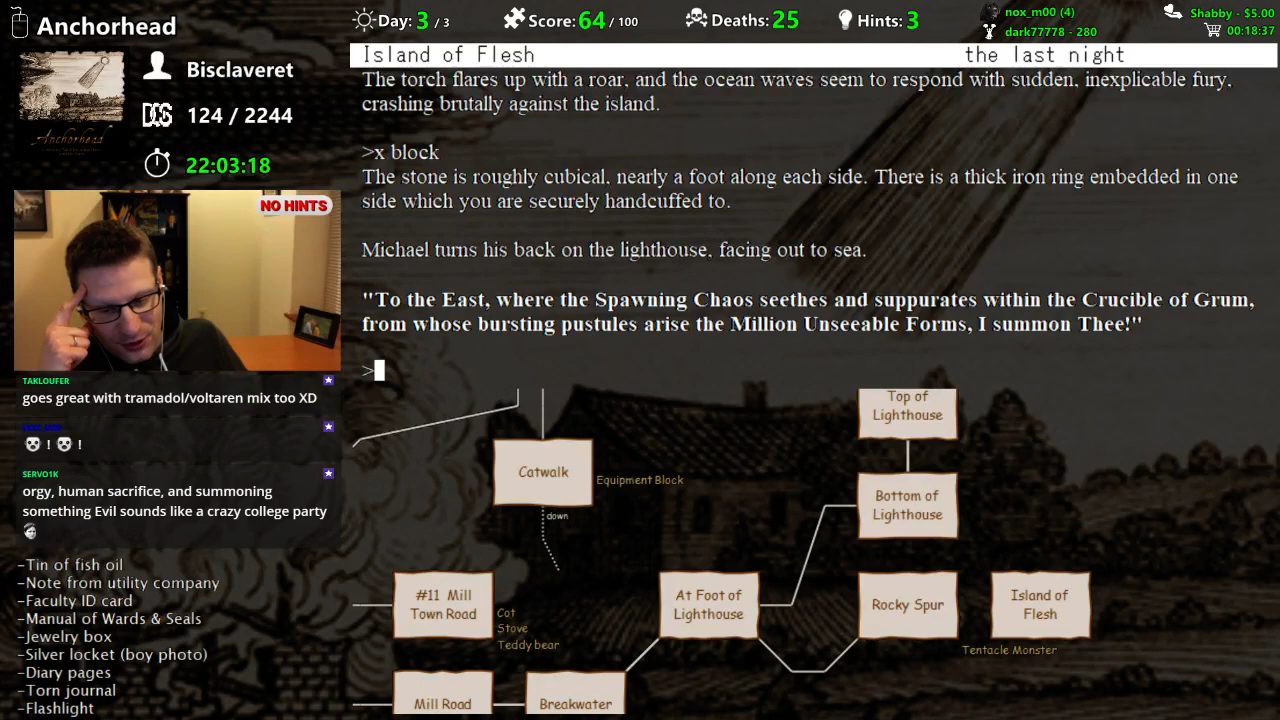 Anchorhead
Day: 3 / 3
Score: 64 / 100
Deaths: 25
Hints: 3
nox_m00 (4)
dark77778 - 280
Shabby - $5.00
00:18:37
Anchorhead
Bisclaveret
DGS 124 / 2244
22:03:18
NO HINTS
Island of Flesh the last night
The torch flares up with a roar, and the ocean waves seem to respond with sudden, inexplicable fury,
crashing brutally against the island.
>x block
The stone is roughly cubical, nearly a foot along each side. There is a thick iron ring embedded in one
side which you are securely handcuffed to.
Michael turns his back on the lighthouse, facing out to sea.
"To the East, where the Spawning Chaos seethes and suppurates within the Crucible of Grum,
from whose bursting pustules arise the Million Unseeable Forms, I summon Thee!"
>
TAKLOUFER
goes great with tramadol/voltaren mix too XD
! !
SERVO1K
orgy, human sacrifice, and summoning
something Evil sounds like a crazy college party
-Tin of fish oil
-Note from utility company
-Faculty ID card
-Manual of Wards & Seals
-Jewelry box
-Silver locket (boy photo)
-Diary pages
-Torn journal
-Flashlight
Top of
Lighthouse
Catwalk
Equipment Block
down
Bottom of
Lighthouse
#11 Mill
Town Road
Cot
Stove
Teddy bear
At Foot of
Lighthouse
Rocky Spur
Island of
Flesh
Tentacle Monster
Mill Road
Breakwater